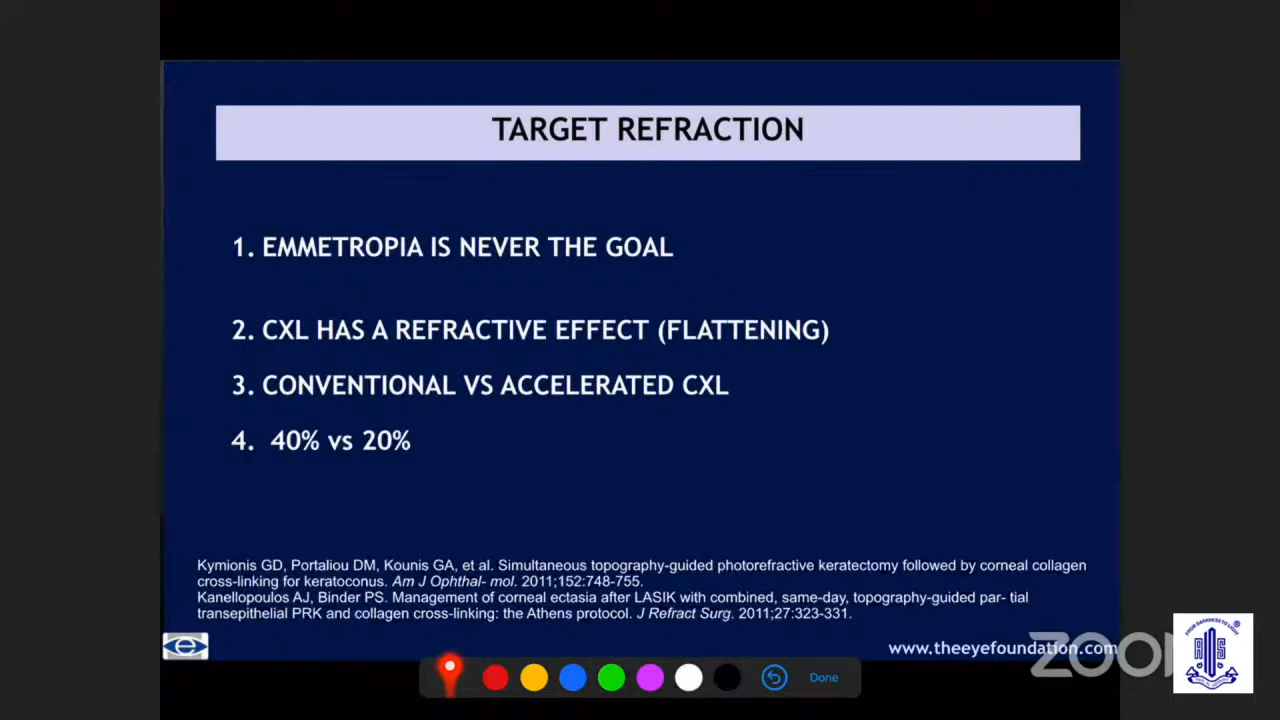 TARGET REFRACTION
1. EMMETROPIA IS NEVER THE GOAL
2. CXL HAS A REFRACTIVE EFFECT (FLATTENING)
3. CONVENTIONAL VS ACCELERATED CXL
4. 40% vs 20%
Kymionis GD, Portaliou DM, Kounis GA, et al. Simultaneous topography-guided photorefractive keratectomy followed by corneal collagen
cross-linking for keratoconus. Am J Ophthal- mol. 2011;152:748-755.
Kanellopoulos AJ, Binder PS. Management of corneal ectasia after LASIK with combined, same-day, topography-guided par- tial
transepithelial PRK and collagen cross-linking: the Athens protocol. J Refract Surg. 2011;27:323-331.
www.theeyefoundation.com
ZOOM
Done
FROM DARKNESS TO LIGHT